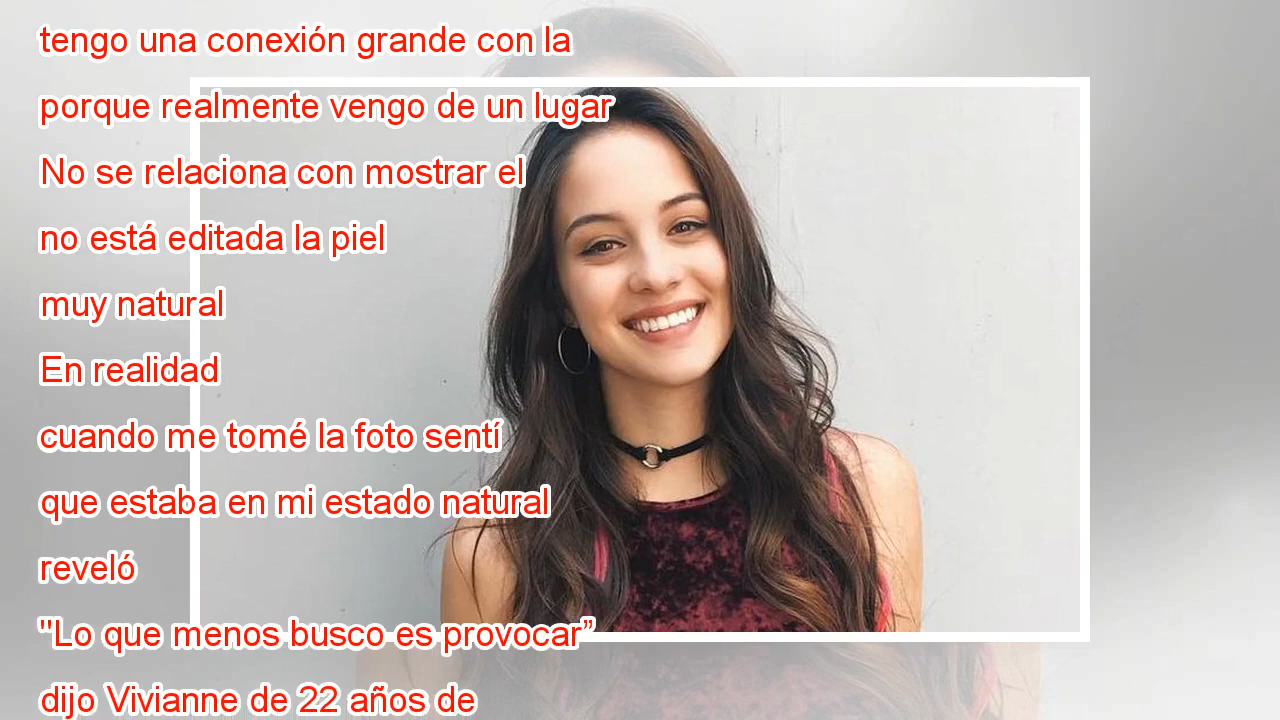 tengo una conexión grande con la
porque realmente vengo de un lugar
No se relaciona con mostrar el
no está editada la piel
muy natural
En realidad
cuando me tomé la foto sentí
que estaba en mi estado natural
reveló
"Lo que menos busco es provocar”
dijo Vivianne de 22 años de